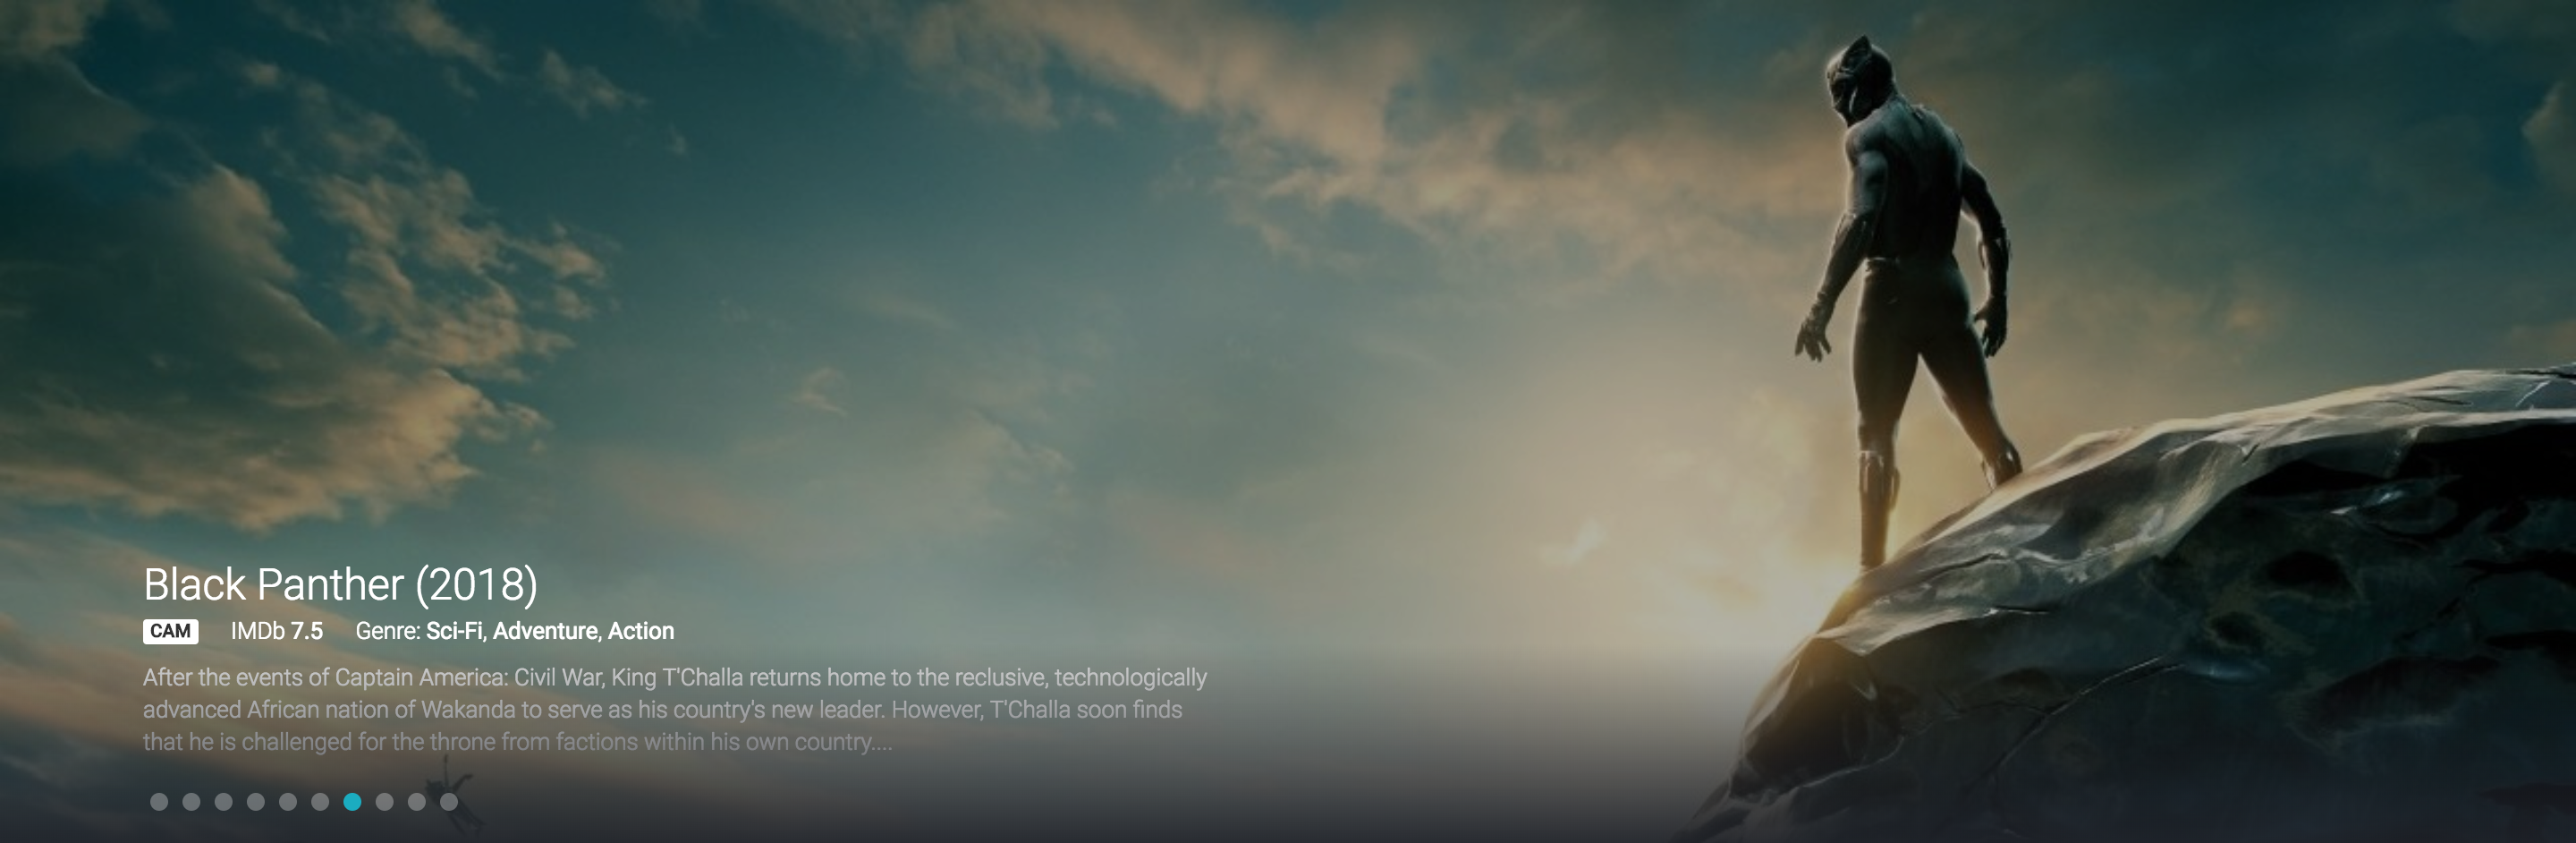 Black Panther (2018)
CAM IMDb 7.5 Genre: Sci-Fi, Adventure, Action
After the events of Captain America: Civil War, King T'Challa returns home to the reclusive, technologically
advanced African nation of Wakanda to serve as his country's new leader. However, T'Challa soon finds
that he is challenged for the throne from factions within his own country....